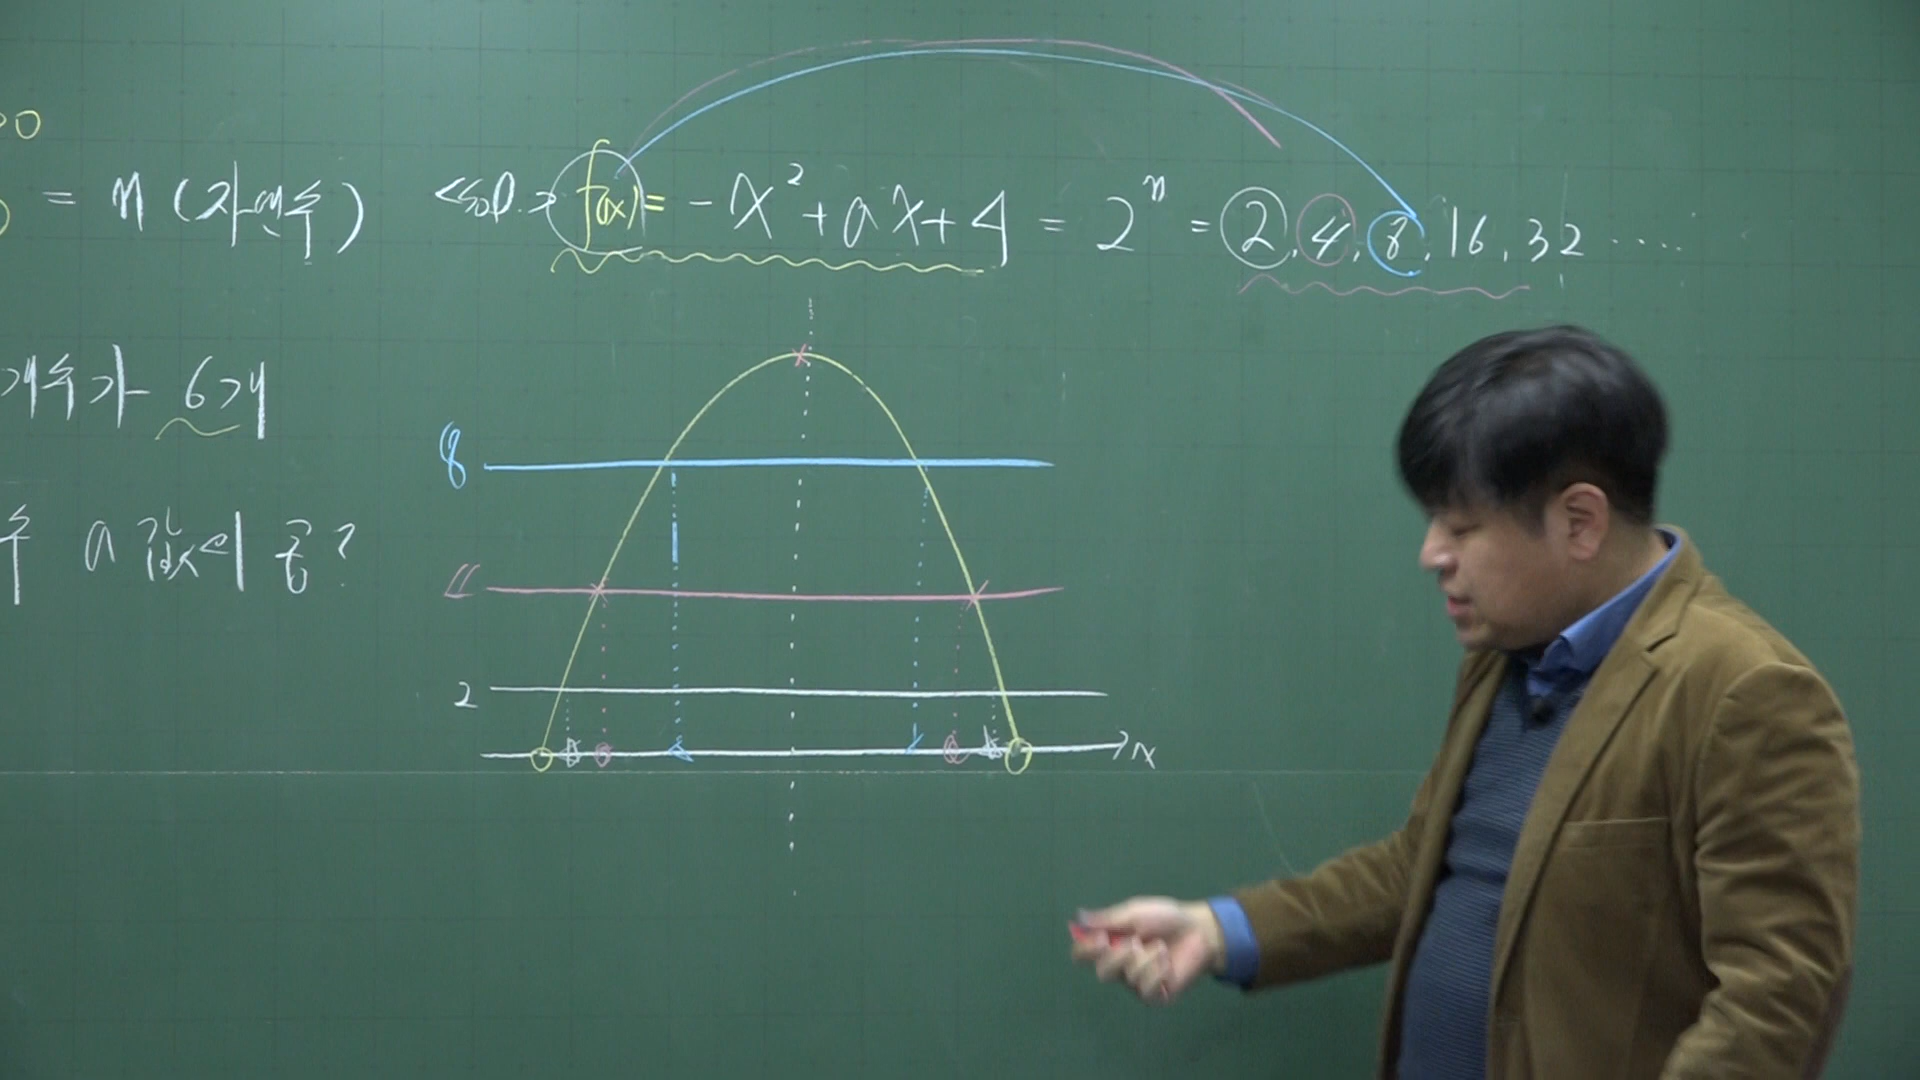 >0
= n (자연수)
<sol.> f(x) = -x² + ax + 4 = 2ⁿ = 2, 4, 8, 16, 32 ·····
개수가 6개
수 a값의 곱?
8
4
2
x